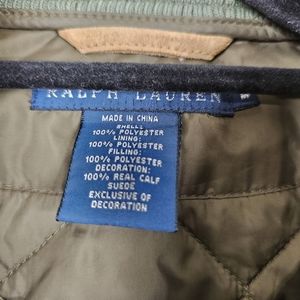 RALPH LAUREN
MADE IN CHINA
SHELL:
100% POLYESTER
LINING:
100% POLYESTER
FILLING:
100% POLYESTER
DECORATION:
100% REAL CALF
SUEDE
EXCLUSIVE OF
DECORATION